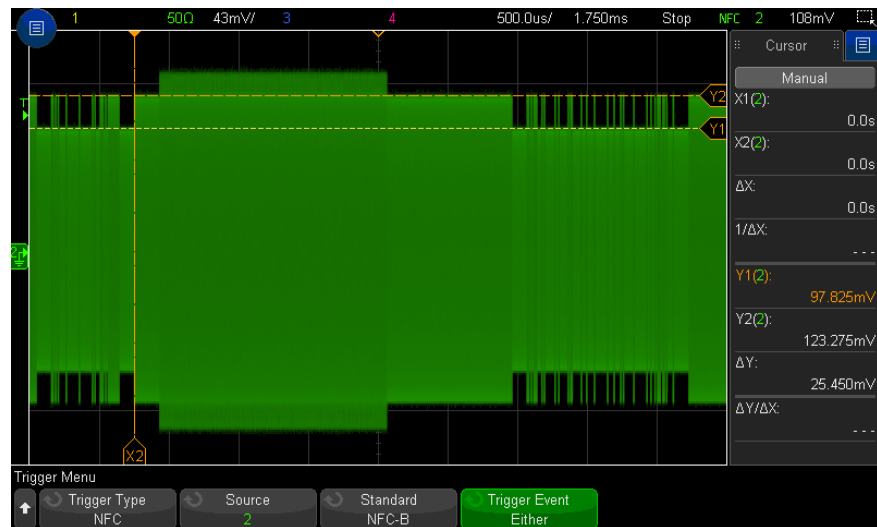 1 50Ω 43mV/ 3 4 500.0us/ 1.750ms Stop NFC 2 108mV
Cursor
Manual
T
Y2
X1(2):
0.0s
Y1
X2(2):
0.0s
ΔX:
0.0s
1/ΔX:
---
2
Y1(2):
97.825mV
Y2(2):
123.275mV
ΔY:
25.450mV
ΔY/ΔX:
---
X2
Trigger Menu
Trigger Type Source Standard Trigger Event
NFC 2 NFC-B Either